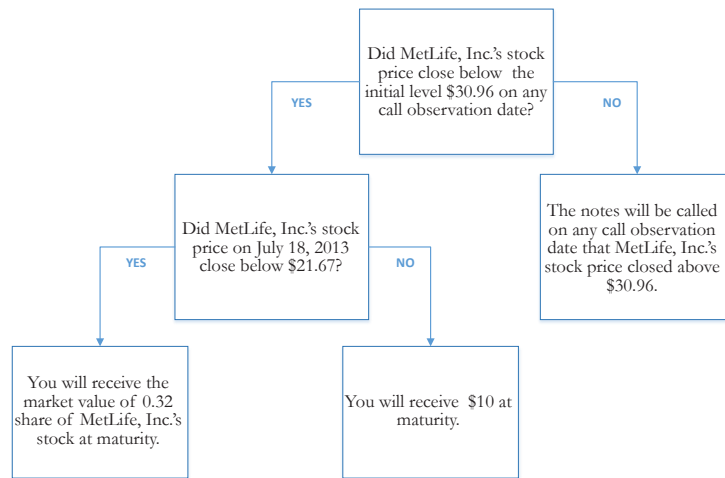 Did MetLife, Inc.'s stock
price close below the
initial level $30.96 on any
call observation date?
YES
NO
Did MetLife, Inc.'s stock
price on July 18, 2013
close below $21.67?
The notes will be called
on any call observation
date that MetLife, Inc.'s
stock price closed above
$30.96.
YES
NO
You will receive the
market value of 0.32
share of MetLife, Inc.'s
stock at maturity.
You will receive $10 at
maturity.